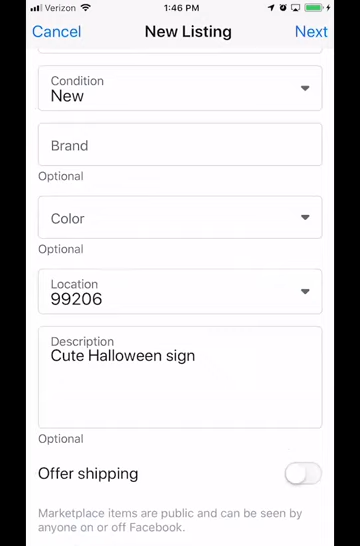 Verizon 1:46 PM
Cancel New Listing Next
Condition
New
Brand
Optional
Color
Optional
Location
99206
Description
Cute Halloween sign
Optional
Offer shipping
Marketplace items are public and can be seen by
anyone on or off Facebook.